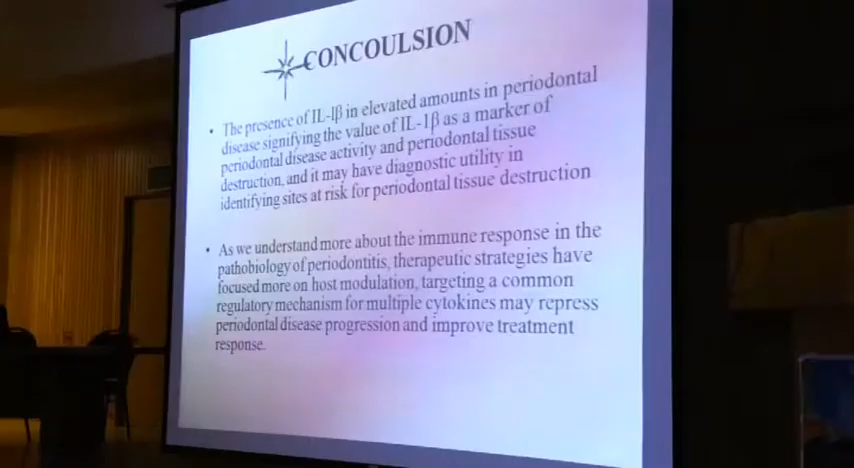 CONCOULSION
• The presence of IL-lβ in elevated amounts in periodontal
disease signifying the value of IL-1β as a marker of
periodontal disease activity and periodontal tissue
destruction, and it may have diagnostic utility in
identifying sites at risk for periodontal tissue destruction
• As we understand more about the immune response in the
pathobiology of periodontitis, therapeutic strategies have
focused more on host modulation, targeting a common
regulatory mechanism for multiple cytokines may repress
periodontal disease progression and improve treatment
response.